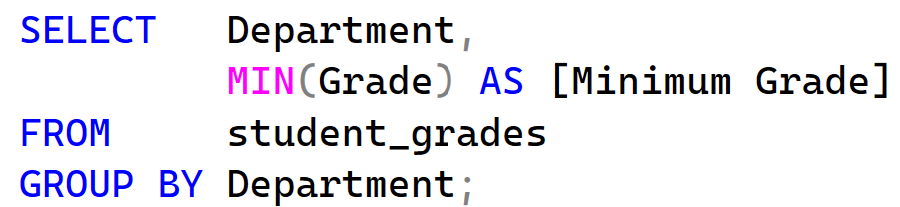 SELECT   Department,
         MIN(Grade) AS [Minimum Grade]
FROM     student_grades
GROUP BY Department;